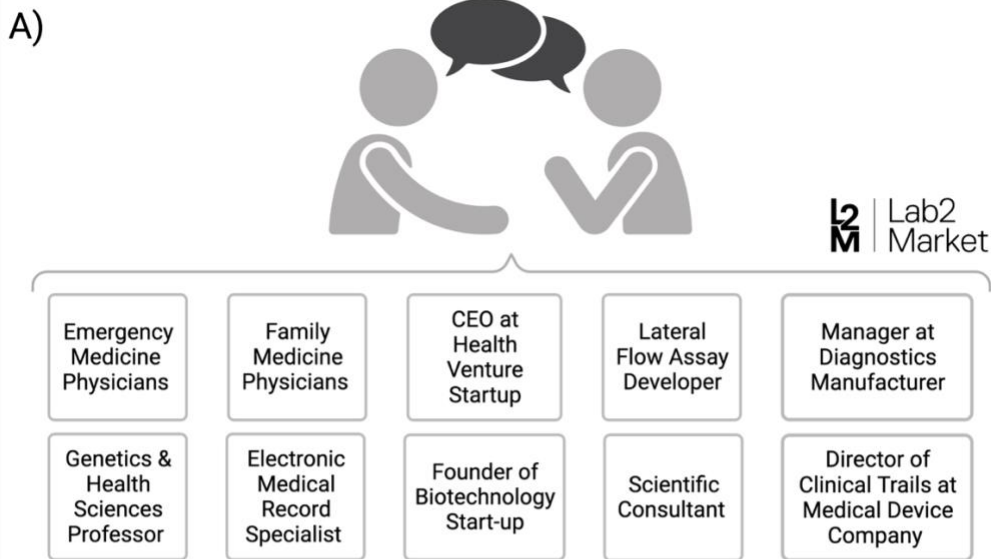 A)
L2
M
Lab2
Market
Emergency
Medicine
Physicians
Family
Medicine
Physicians
CEO at
Health
Venture
Startup
Lateral
Flow Assay
Developer
Manager at
Diagnostics
Manufacturer
Genetics &
Health
Sciences
Professor
Electronic
Medical
Record
Specialist
Founder of
Biotechnology
Start-up
Scientific
Consultant
Director of
Clinical Trails at
Medical Device
Company